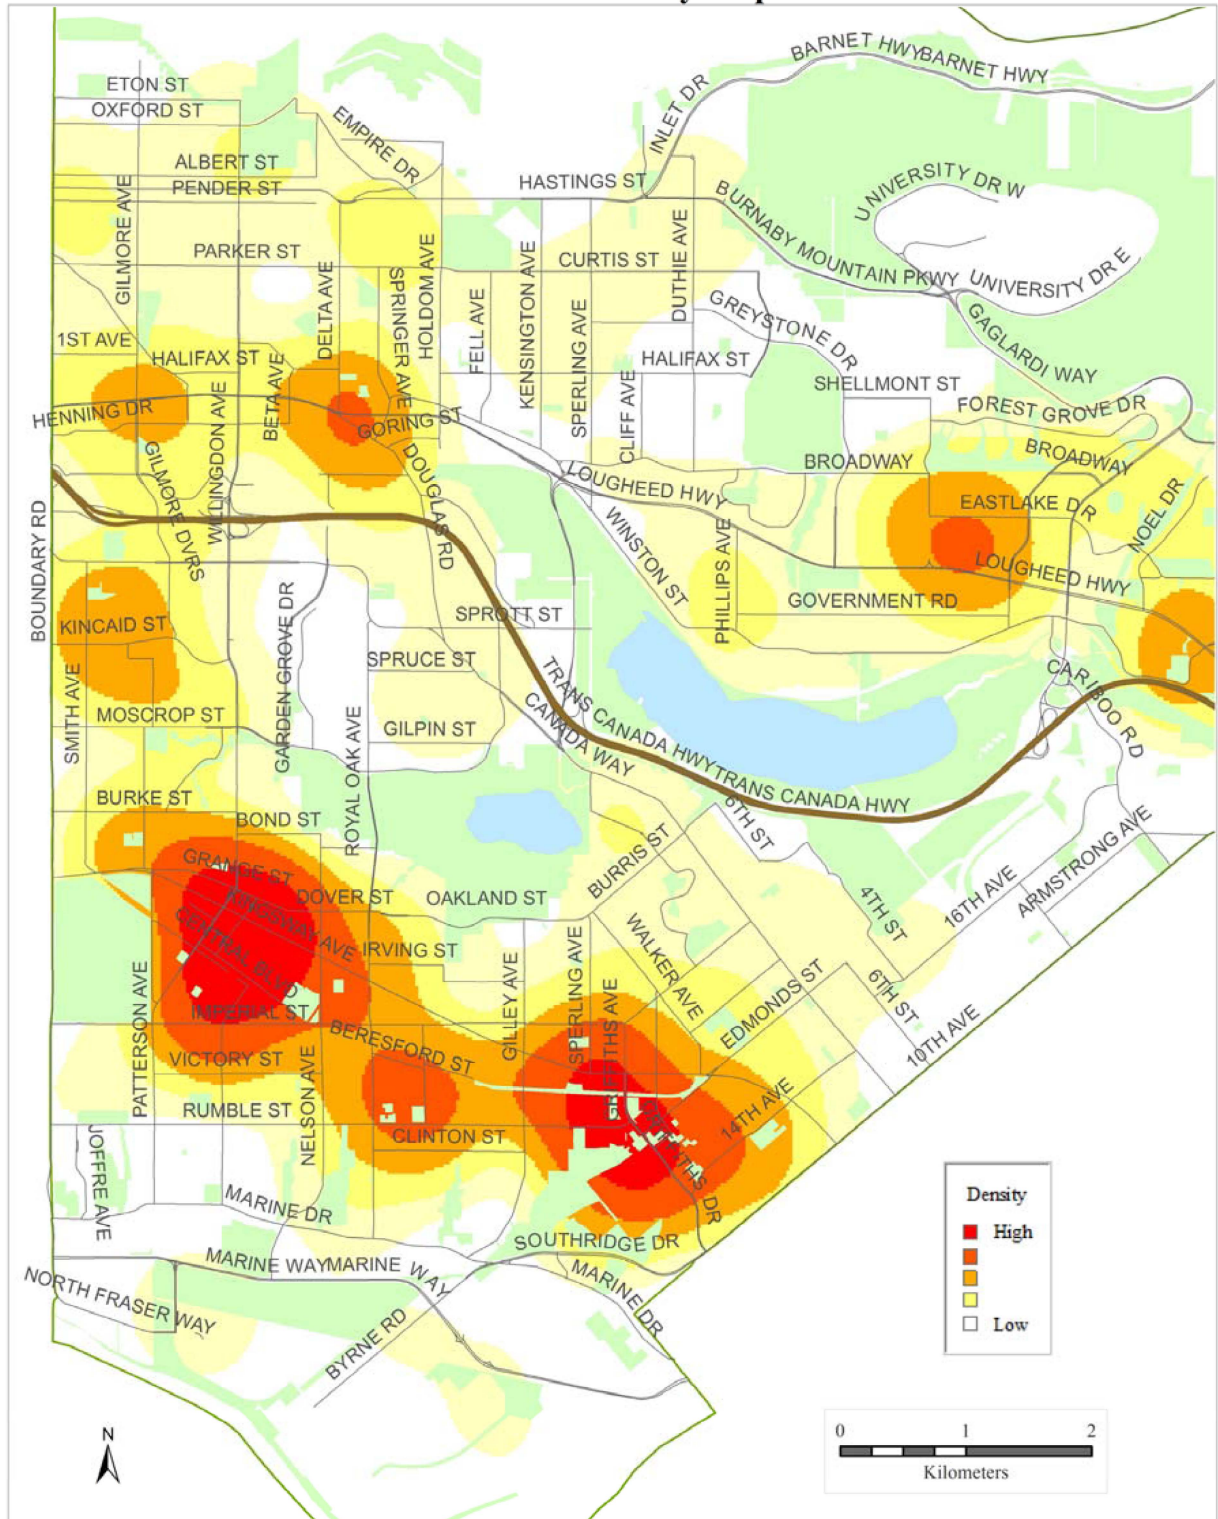 BARNET HWY
BARNET HWY
ETON ST
OXFORD ST
INLET DR
EMPIRE DR
ALBERT ST
PENDER ST
HASTINGS ST
UNIVERSITY DR W
BURNABY MOUNTAIN PKWY
GILMORE AVE
PARKER ST
CURTIS ST
DUTHIE AVE
UNIVERSITY DR E
DELTA AVE
SPRINGER AVE
HOLDOM AVE
FELL AVE
KENSINGTON AVE
SPERLING AVE
GREYSTONE DR
GAGLARDI WAY
1ST AVE
HALIFAX ST
HALIFAX ST
SHELLMONT ST
HENNING DR
WILLINGDON AVE
BETA AVE
GORING ST
CLIFF AVE
FOREST GROVE DR
GILMORE DVRS
DOUGLAS RD
LOUGHEED HWY
BROADWAY
BROADWAY
EASTLAKE DR
NOEL DR
BOUNDARY RD
WINSTON ST
PHILLIPS AVE
LOUGHEED HWY
GOVERNMENT RD
KINCAID ST
GARDEN GROVE DR
SPROTT ST
SPRUCE ST
TRANS CANADA HWY
TRANS CANADA HWY
CARIBOO RD
SMITH AVE
MOSCROP ST
GILPIN ST
CANADA WAY
ROYAL OAK AVE
BURKE ST
BOND ST
6TH ST
BURRIS ST
GRANGE ST
KINGSWAY AVE
DOVER ST
OAKLAND ST
4TH ST
16TH AVE
ARMSTRONG AVE
CENTRAL BLVD
IRVING ST
WALKER AVE
PATTERSON AVE
GILLEY AVE
SPERLING AVE
GRIFFITHS AVE
EDMONDS ST
6TH ST
10TH AVE
IMPERIAL ST
BERESFORD ST
VICTORY ST
NELSON AVE
RUMBLE ST
CLINTON ST
14TH AVE
GRIFFITHS DR
JOFFRE AVE
MARINE DR
SOUTHRIDGE DR
MARINE WAY
MARINE WAY
MARINE DR
NORTH FRASER WAY
BYRNE RD
Density
High
Low
N
0 1 2
Kilometers